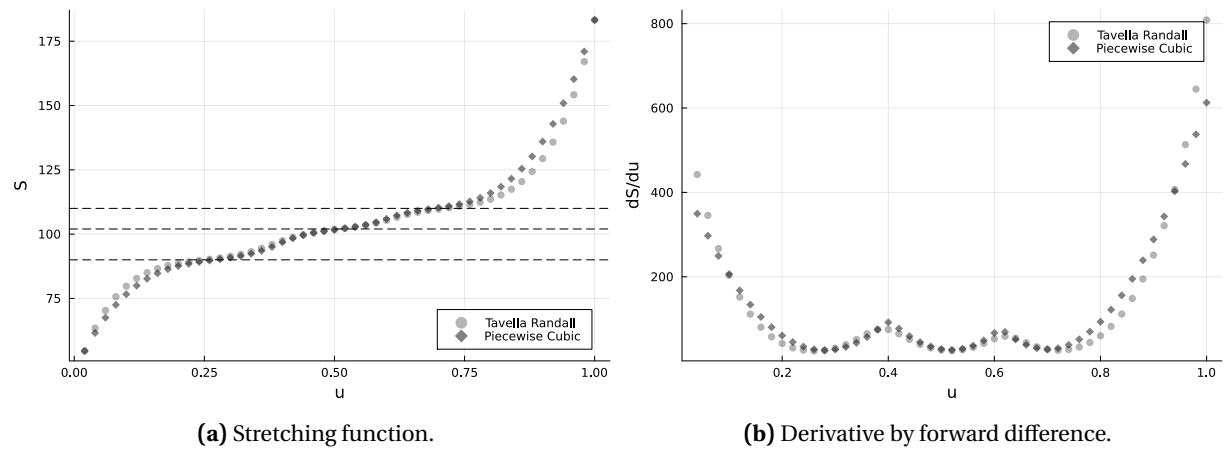 175
150
125
100
75
S
0.00
0.25
0.50
0.75
1.00
u
Tavella Randall
Piecewise Cubic
(a) Stretching function.
800
600
400
200
dS/du
0.2
0.4
0.6
0.8
1.0
u
Tavella Randall
Piecewise Cubic
(b) Derivative by forward difference.